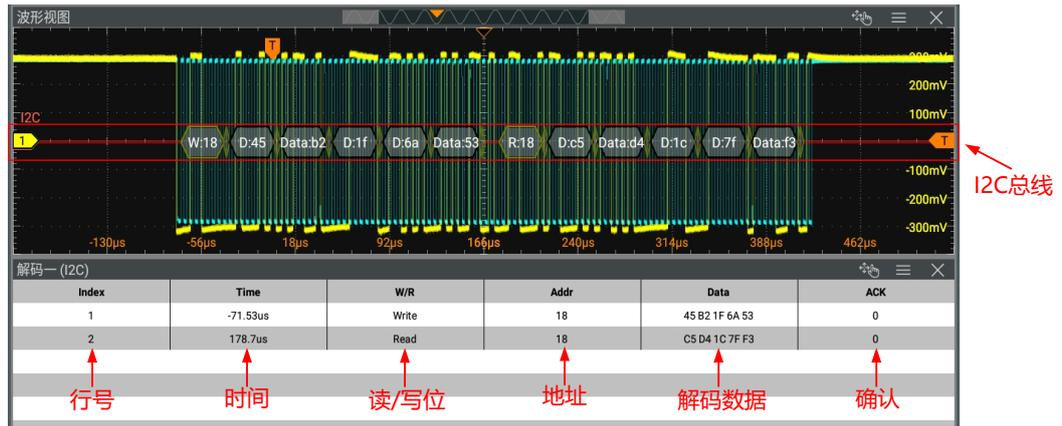 波形视图
T
300mV
200mV
100mV
I2C
1
W:18 D:45 Data:b2 D:1f D:6a Data:53 R:18 D:c5 Data:d4 D:1c D:7f Data:f3
T
I2C总线
-100mV
-200mV
-300mV
-130μs -56μs 18μs 92μs 166μs 240μs 314μs 388μs 462μs
解码一 (I2C)
Index Time W/R Addr Data ACK
1 -71.53us Write 18 45 B2 1F 6A 53 0
2 178.7us Read 18 C5 D4 1C 7F F3 0
行号 时间 读/写位 地址 解码数据 确认